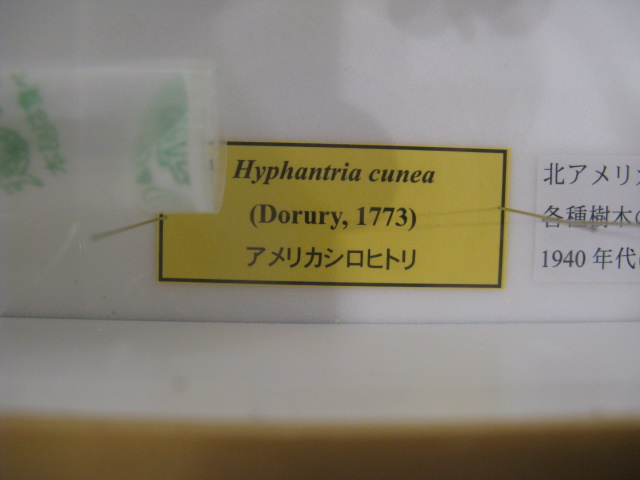 Hyphantria cunea
(Dorury, 1773)
アメリカシロヒトリ
北アメリカ
各種樹木の
1940 年代